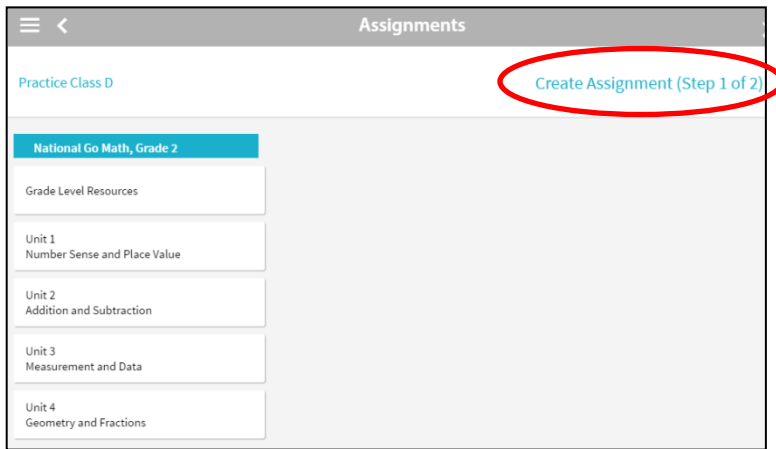 Assignments
Practice Class D
Create Assignment (Step 1 of 2)
National Go Math, Grade 2
Grade Level Resources
Unit 1
Number Sense and Place Value
Unit 2
Addition and Subtraction
Unit 3
Measurement and Data
Unit 4
Geometry and Fractions